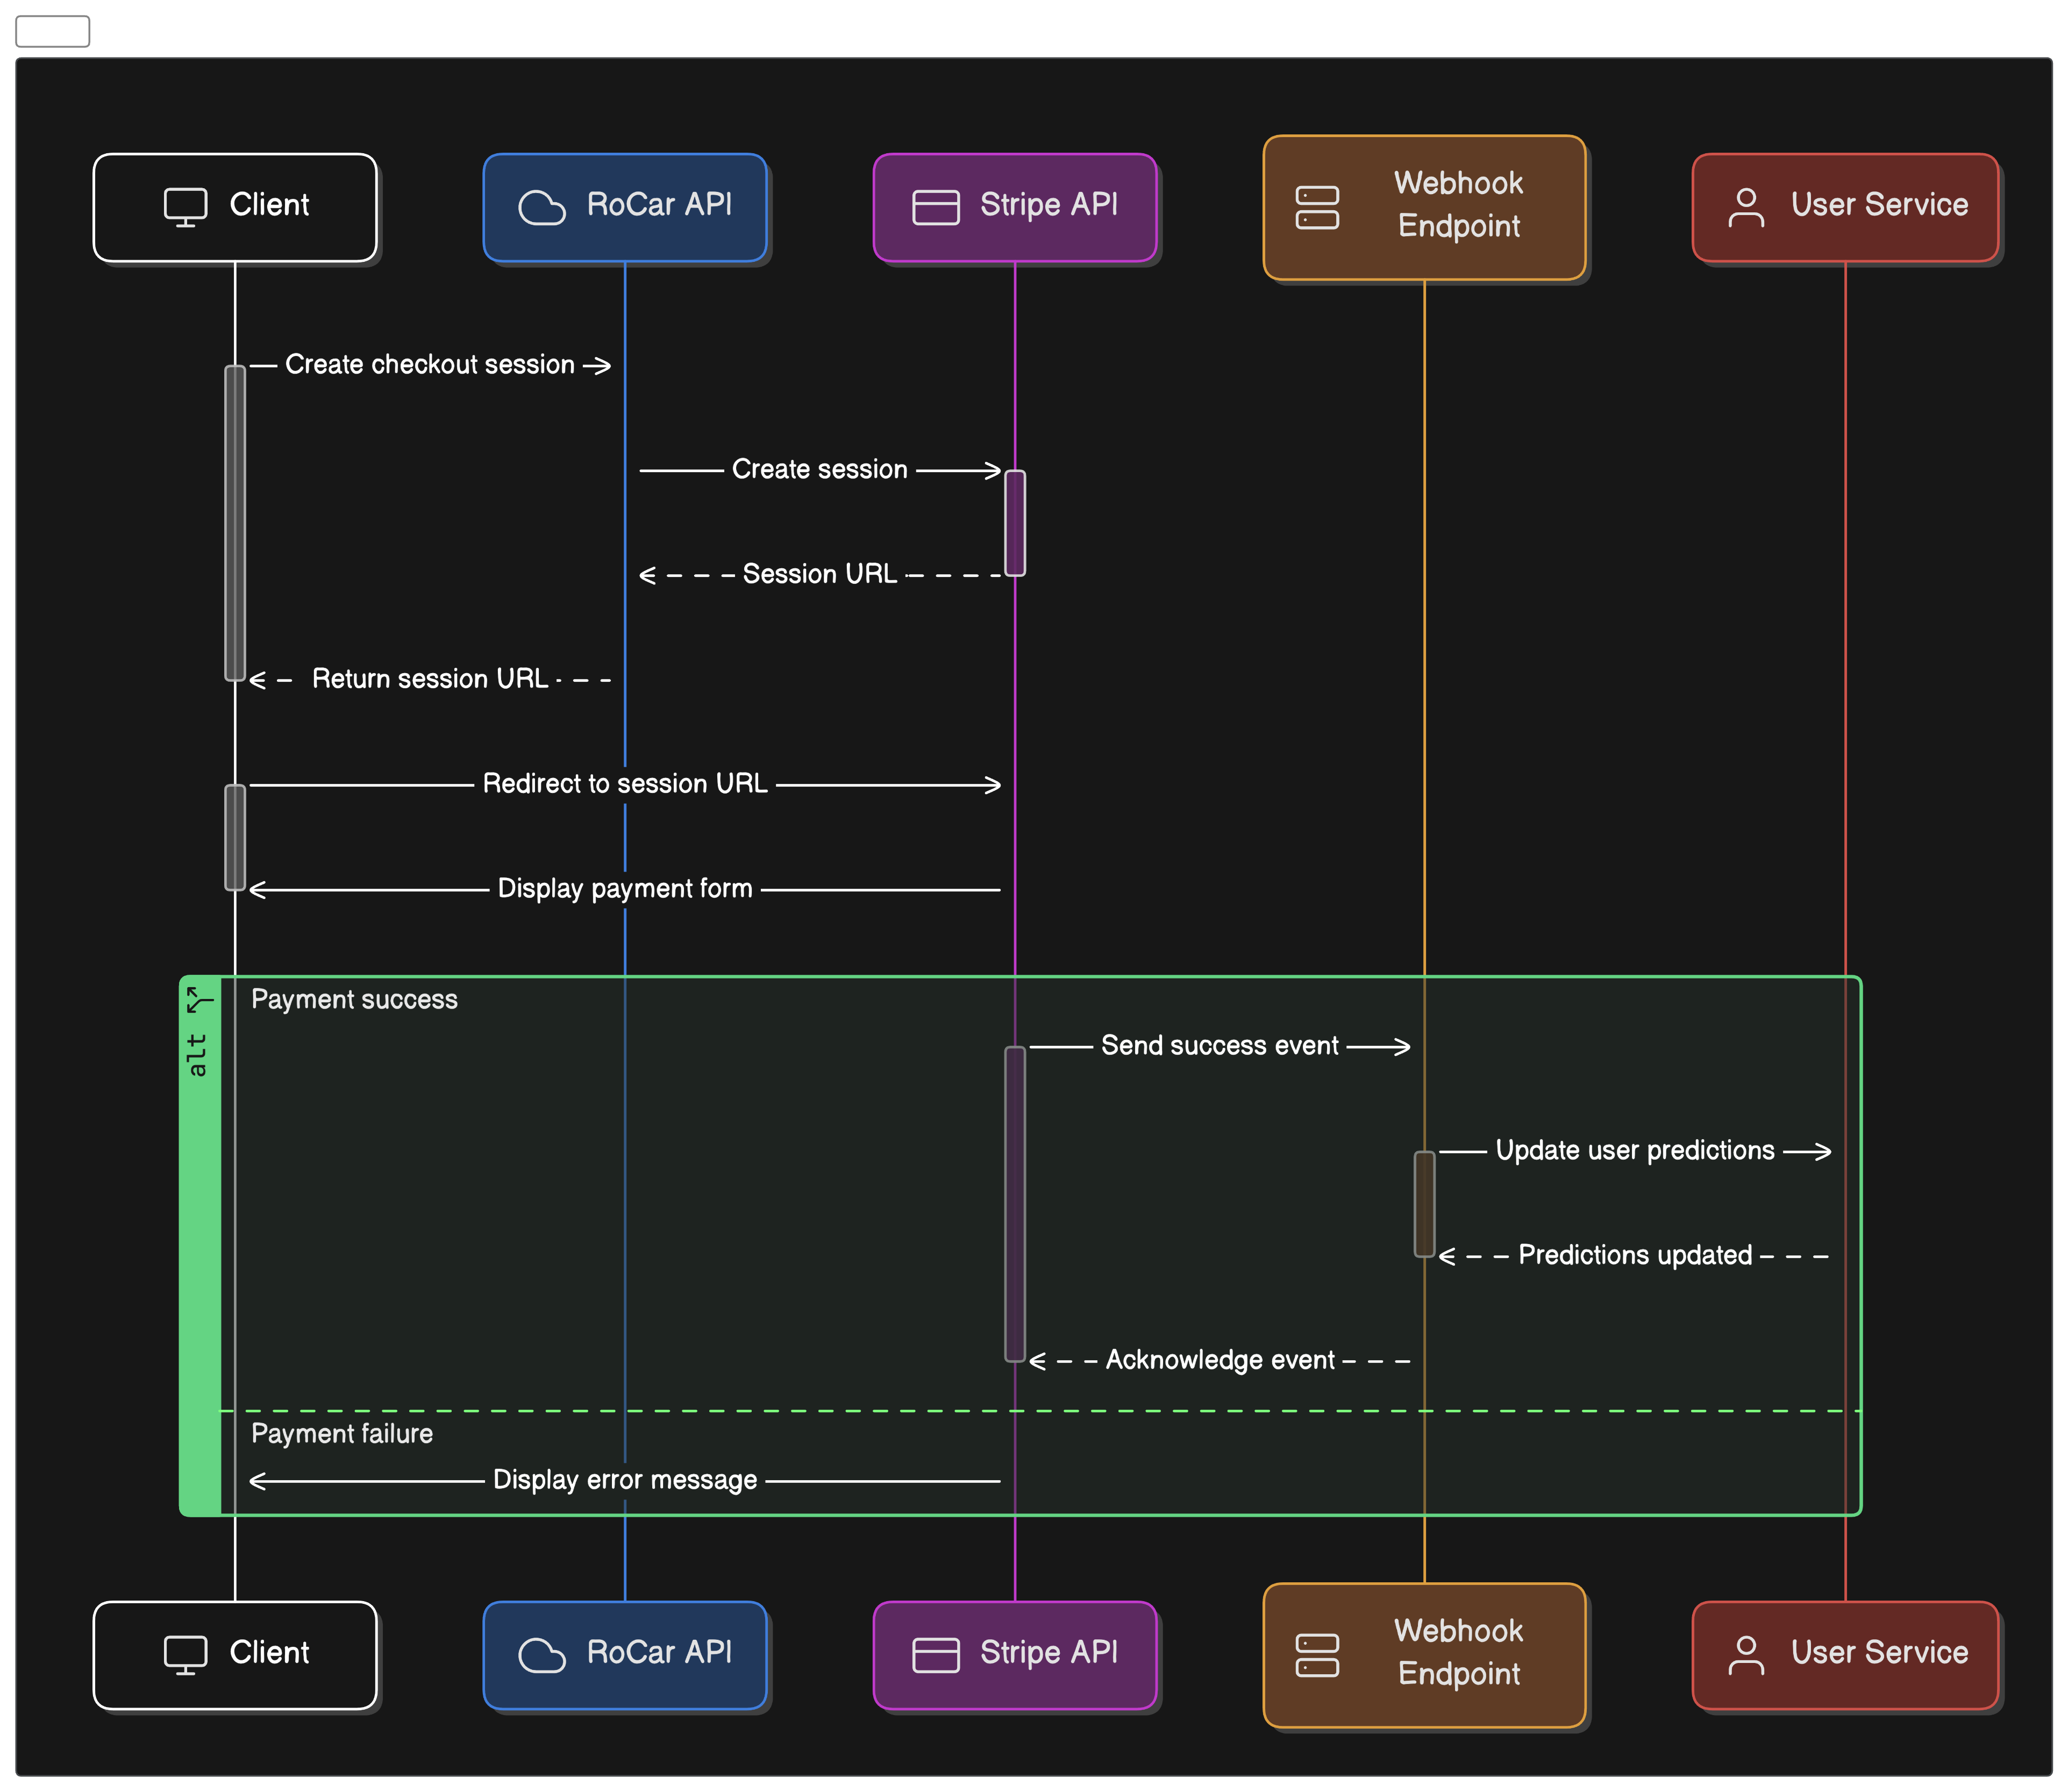 Client
RoCar API
Stripe API
Webhook
Endpoint
User Service
Create checkout session
Create session
Session URL
Return session URL
Redirect to session URL
Display payment form
alt
Payment success
Send success event
Update user predictions
Predictions updated
Acknowledge event
Payment failure
Display error message
Client
RoCar API
Stripe API
Webhook
Endpoint
User Service